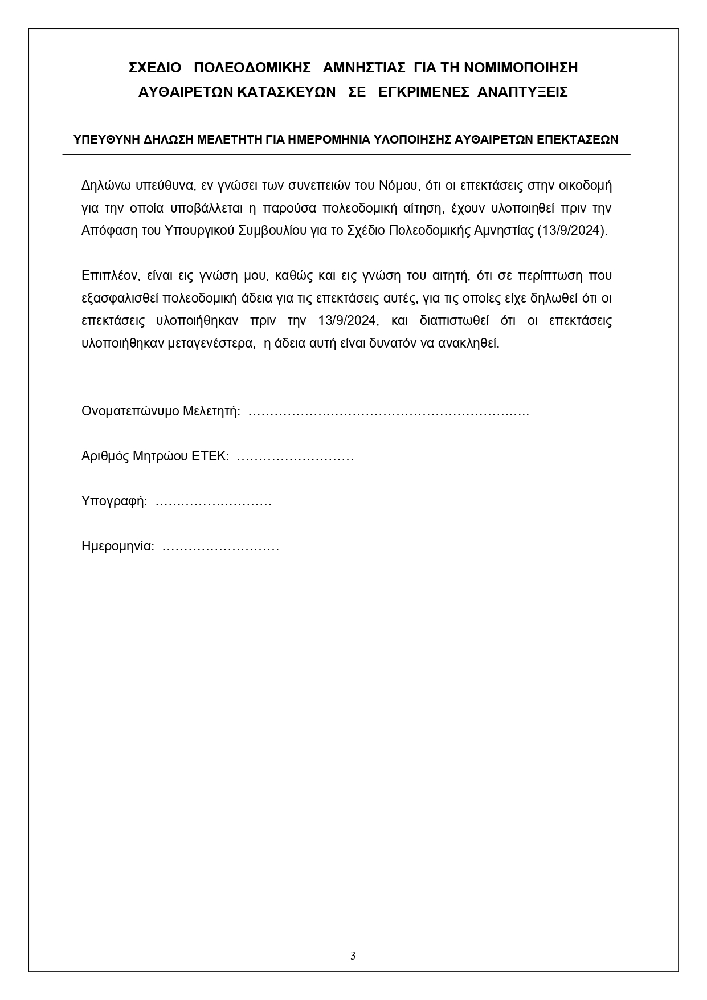 ΣΧΕΔΙΟ ΠΟΛΕΟΔΟΜΙΚΗΣ ΑΜΝΗΣΤΙΑΣ ΓΙΑ ΤΗ ΝΟΜΙΜΟΠΟΙΗΣΗ
ΑΥΘΑΙΡΕΤΩΝ ΚΑΤΑΣΚΕΥΩΝ ΣΕ ΕΓΚΡΙΜΕΝΕΣ ΑΝΑΠΤΥΞΕΙΣ
ΥΠΕΥΘΥΝΗ ΔΗΛΩΣΗ ΜΕΛΕΤΗΤΗ ΓΙΑ ΗΜΕΡΟΜΗΝΙΑ ΥΛΟΠΟΙΗΣΗΣ ΑΥΘΑΙΡΕΤΩΝ ΕΠΕΚΤΑΣΕΩΝ
Δηλώνω υπεύθυνα, εν γνώσει των συνεπειών του Νόμου, ότι οι επεκτάσεις στην οικοδομή
για την οποία υποβάλλεται η παρούσα πολεοδομική αίτηση, έχουν υλοποιηθεί πριν την
Απόφαση του Υπουργικού Συμβουλίου για το Σχέδιο Πολεοδομικής Αμνηστίας (13/9/2024).
Επιπλέον, είναι εις γνώση μου, καθώς και εις γνώση του αιτητή, ότι σε περίπτωση που
εξασφαλισθεί πολεοδομική άδεια για τις επεκτάσεις αυτές, για τις οποίες είχε δηλωθεί ότι οι
επεκτάσεις υλοποιήθηκαν πριν την 13/9/2024, και διαπιστωθεί ότι οι επεκτάσεις
υλοποιήθηκαν μεταγενέστερα, η άδεια αυτή είναι δυνατόν να ανακληθεί.
Ονοματεπώνυμο Μελετητή: ……………………………………………………….
Αριθμός Μητρώου ΕΤΕΚ: ………………………
Υπογραφή: ………………………
Ημερομηνία: ………………………
3